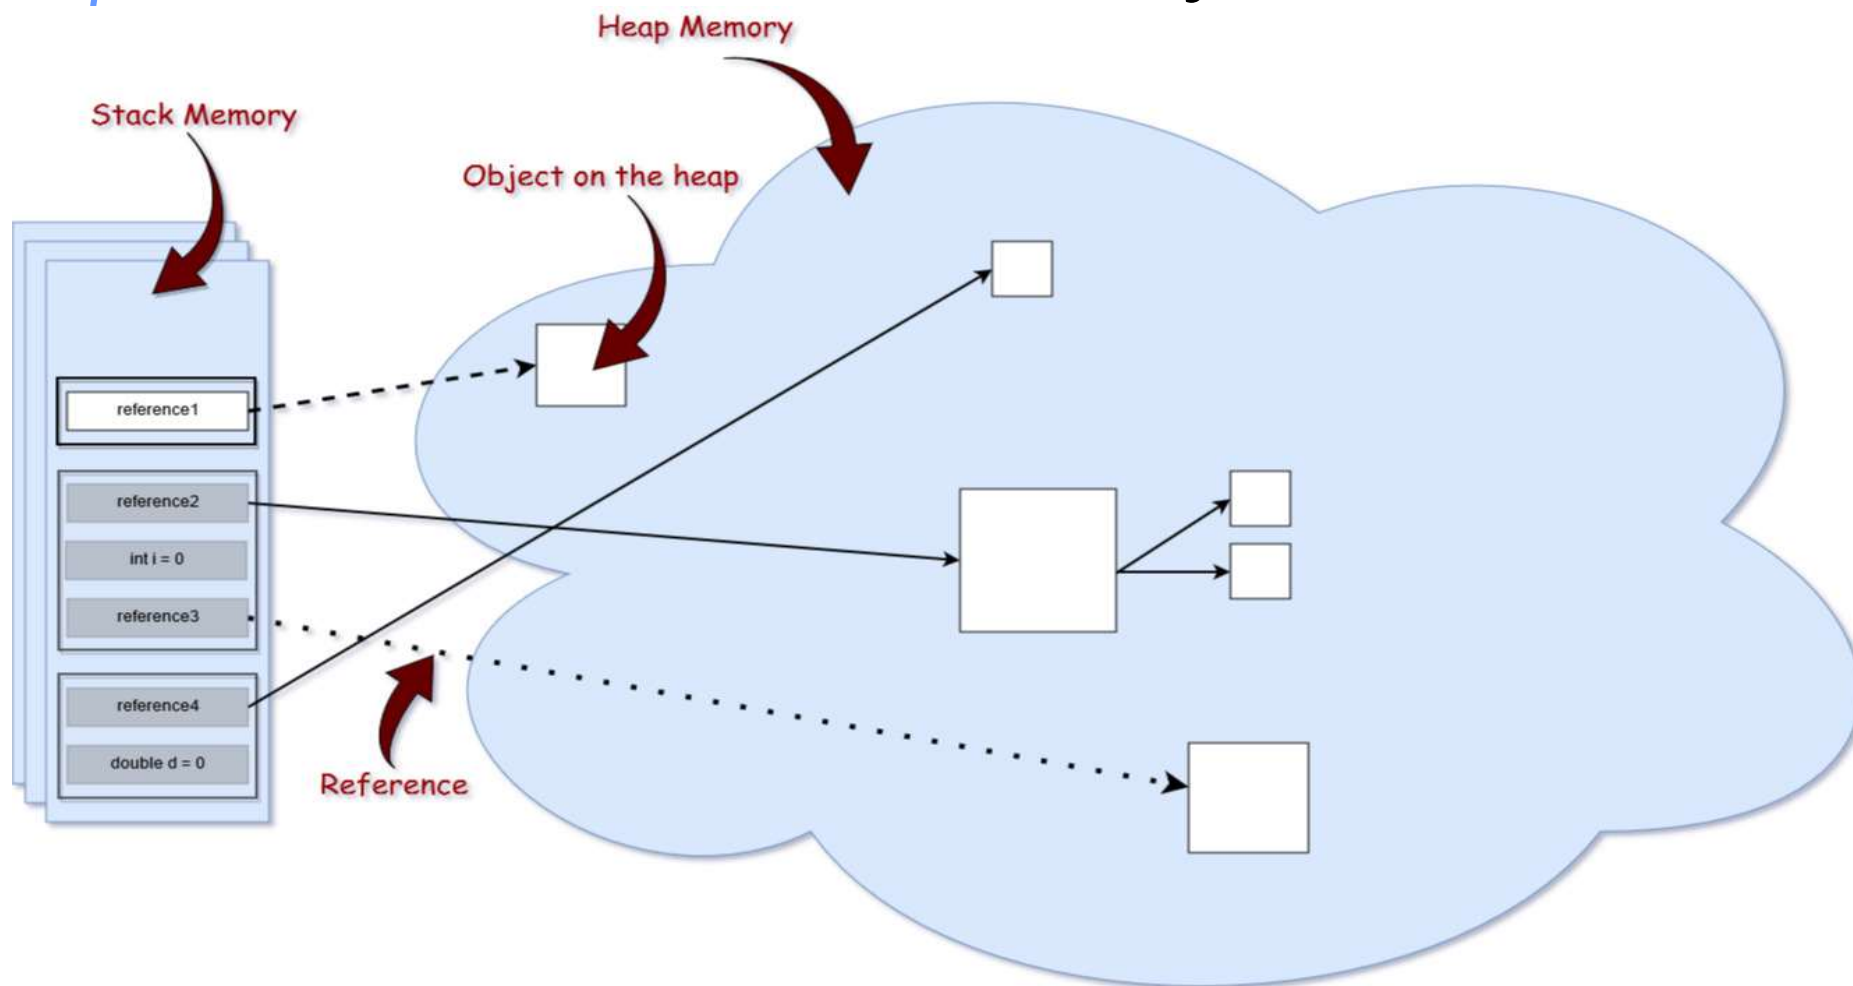 Heap Memory
Stack Memory
Object on the heap
reference1
reference2
int i = 0
reference3
reference4
double d = 0
Reference